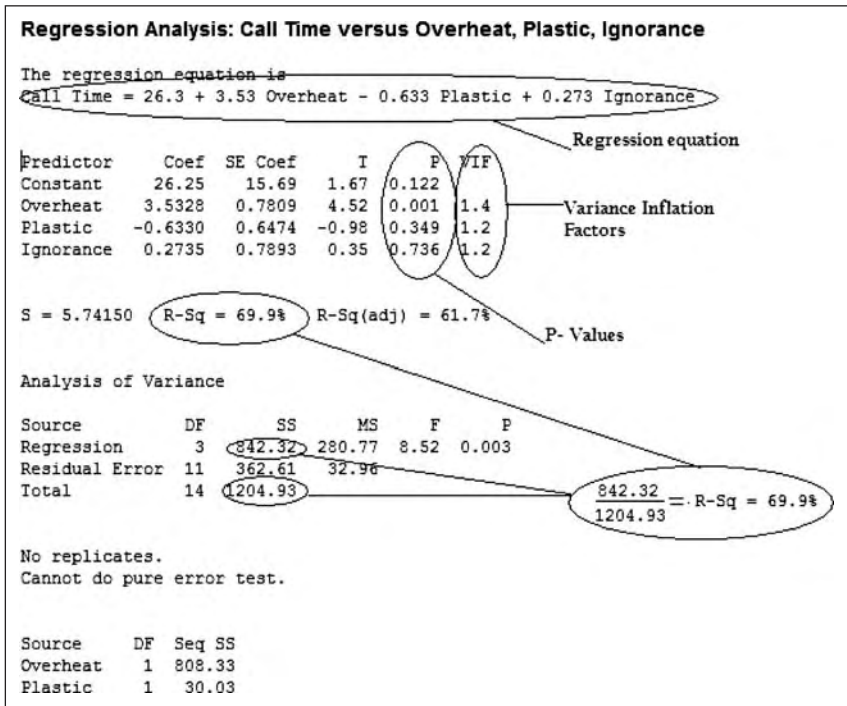 Regression Analysis: Call Time versus Overheat, Plastic, Ignorance
The regression equation is
Call Time = 26.3 + 3.53 Overheat - 0.633 Plastic + 0.273 Ignorance
Regression equation
Predictor Coef SE Coef T P VIF
Constant 26.25 15.69 1.67 0.122
Overheat 3.5328 0.7809 4.52 0.001 1.4
Plastic -0.6330 0.6474 -0.98 0.349 1.2
Ignorance 0.2735 0.7893 0.35 0.736 1.2
Variance Inflation
Factors
S = 5.74150 R-Sq = 69.9% R-Sq(adj) = 61.7%
P- Values
Analysis of Variance
Source DF SS MS F P
Regression 3 842.32 280.77 8.52 0.003
Residual Error 11 362.61 32.96
Total 14 1204.93
842.32
1204.93 = R-Sq = 69.9%
No replicates.
Cannot do pure error test.
Source DF Seq SS
Overheat 1 808.33
Plastic 1 30.03